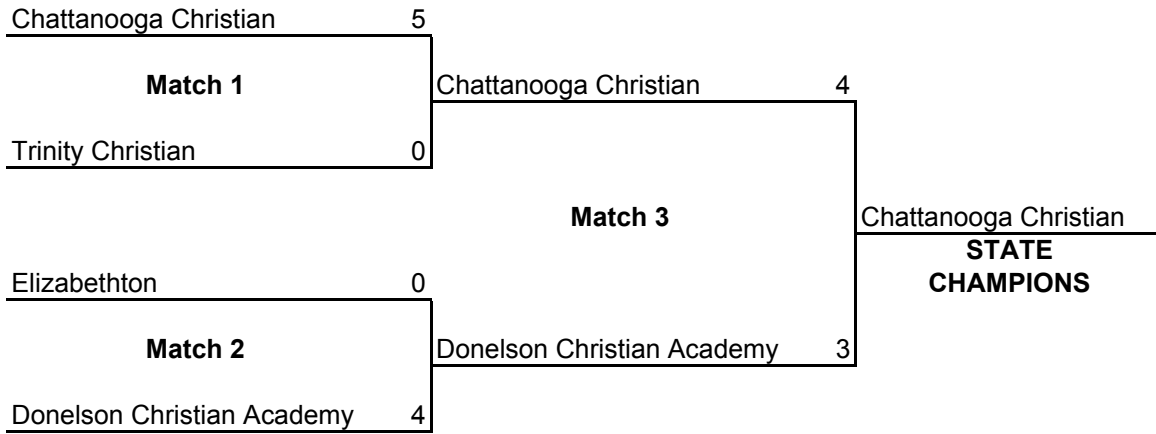 Chattanooga Christian 5
Match 1
Chattanooga Christian 4
Trinity Christian 0
Match 3
Chattanooga Christian
STATE
CHAMPIONS
Elizabethton 0
Match 2
Donelson Christian Academy 3
Donelson Christian Academy 4